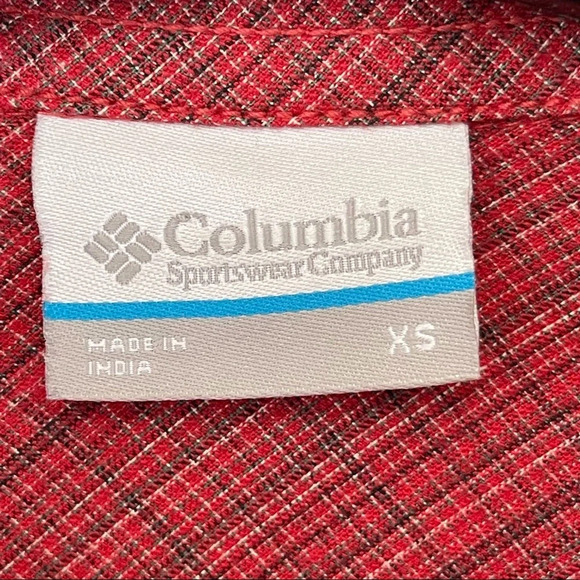 Columbia
Sportswear Company
MADE IN
INDIA
XS